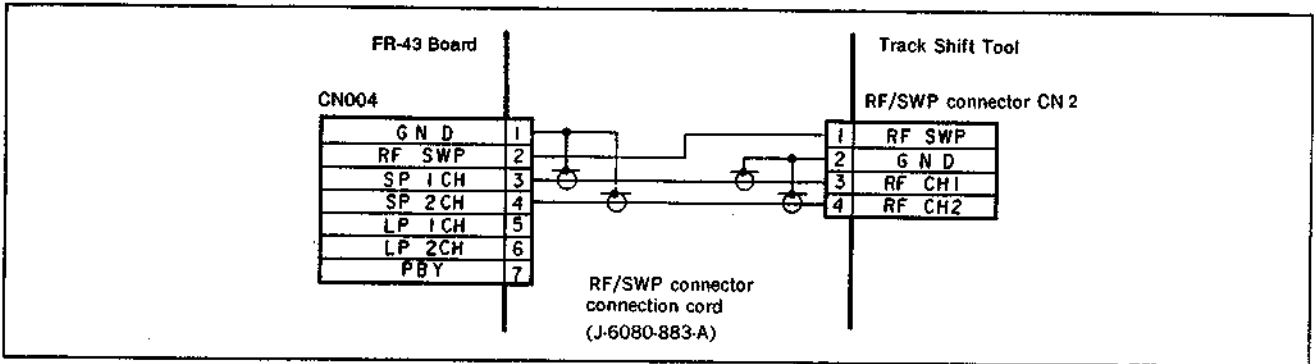 FR-43 Board
Track Shift Tool
CN004
RF/SWP connector CN 2
GND 1
RF SWP 2
SP 1CH 3
SP 2CH 4
LP 1CH 5
LP 2CH 6
PBY 7
1 RF SWP
2 GND
3 RF CH1
4 RF CH2
RF/SWP connector
connection cord
(J-6080-883-A)